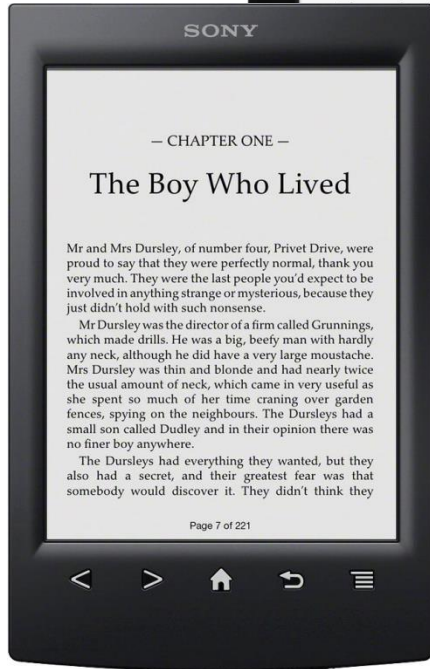 SONY
— CHAPTER ONE —
The Boy Who Lived
Mr and Mrs Dursley, of number four, Privet Drive, were
proud to say that they were perfectly normal, thank you
very much. They were the last people you'd expect to be
involved in anything strange or mysterious, because they
just didn't hold with such nonsense.
Mr Dursley was the director of a firm called Grunnings,
which made drills. He was a big, beefy man with hardly
any neck, although he did have a very large moustache.
Mrs Dursley was thin and blonde and had nearly twice
the usual amount of neck, which came in very useful as
she spent so much of her time craning over garden
fences, spying on the neighbours. The Dursleys had a
small son called Dudley and in their opinion there was
no finer boy anywhere.
The Dursleys had everything they wanted, but they
also had a secret, and their greatest fear was that
somebody would discover it. They didn't think they
Page 7 of 221